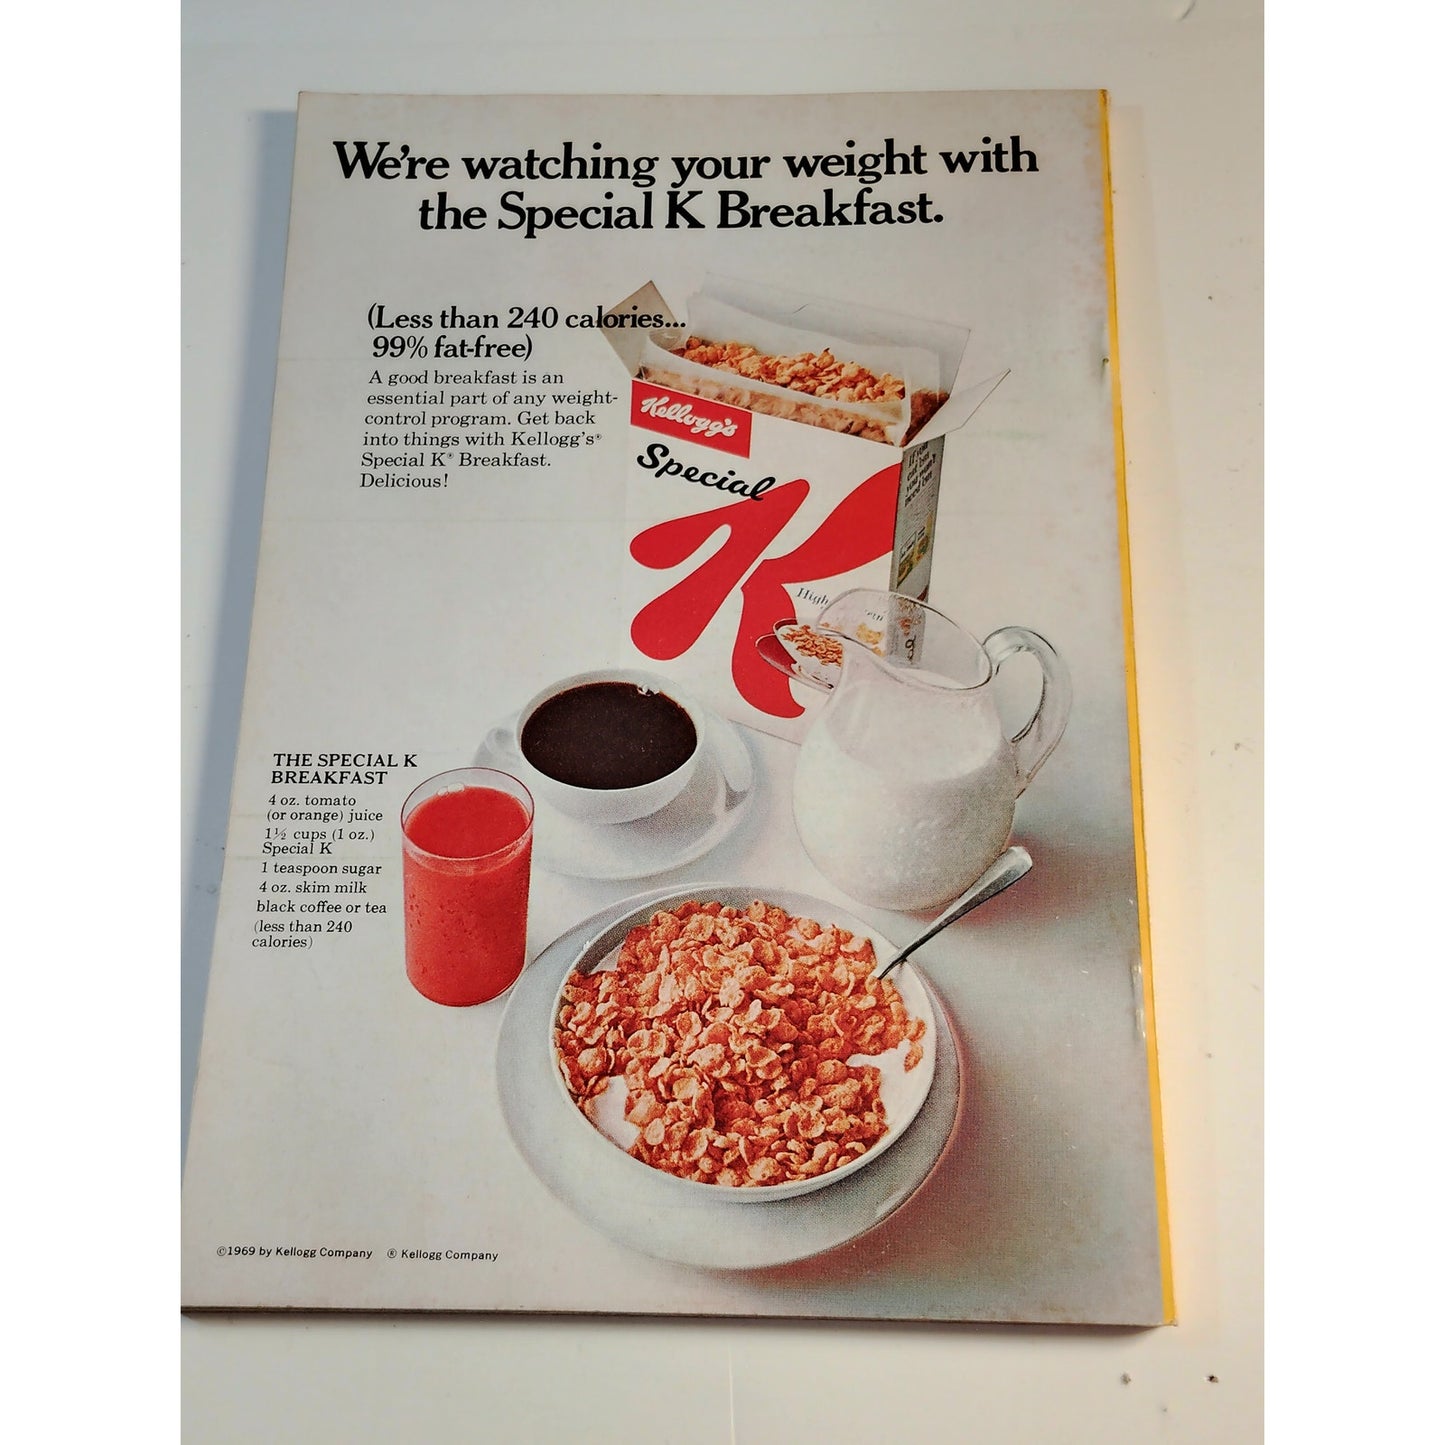 We're watching your weight with
the Special K Breakfast.
(Less than 240 calories...
99% fat-free)
A good breakfast is an
essential part of any weight-
control program. Get back
into things with Kellogg's®
Special K® Breakfast.
Delicious!
Kellogg's
Special
K
High
THE SPECIAL K
BREAKFAST
4 oz. tomato
(or orange) juice
1½ cups (1 oz.)
Special K
1 teaspoon sugar
4 oz. skim milk
black coffee or tea
(less than 240
calories)
©1969 by Kellogg Company ® Kellogg Company